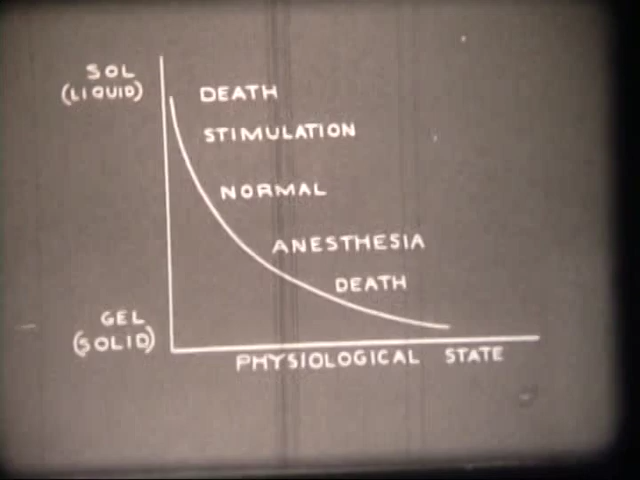 SOL
(LIQUID)
DEATH
STIMULATION
NORMAL
ANESTHESIA
DEATH
GEL
(SOLID)
PHYSIOLOGICAL STATE